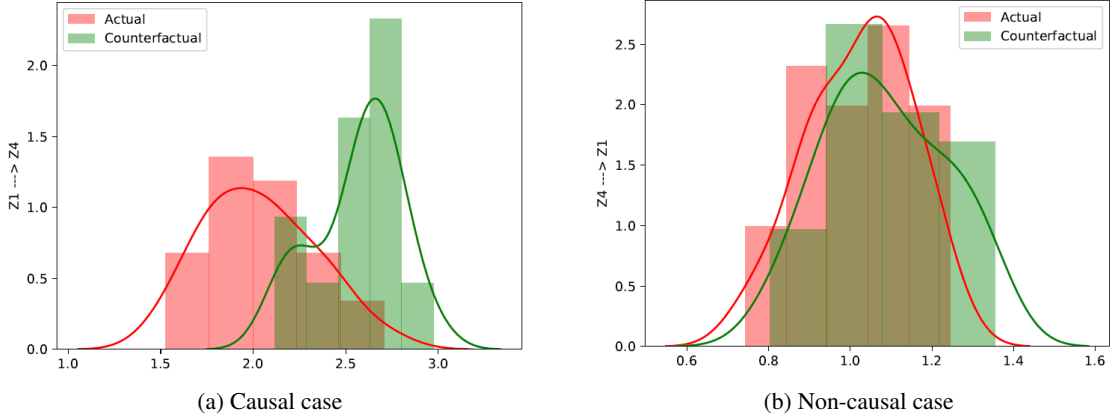 Actual
Counterfactual
Z1 ---> Z4
2.0
1.5
1.0
0.5
0.0
1.0 1.5 2.0 2.5 3.0
(a) Causal case
Actual
Counterfactual
Z4 ---> Z1
2.5
2.0
1.5
1.0
0.5
0.0
0.6 0.8 1.0 1.2 1.4 1.6
(b) Non-causal case